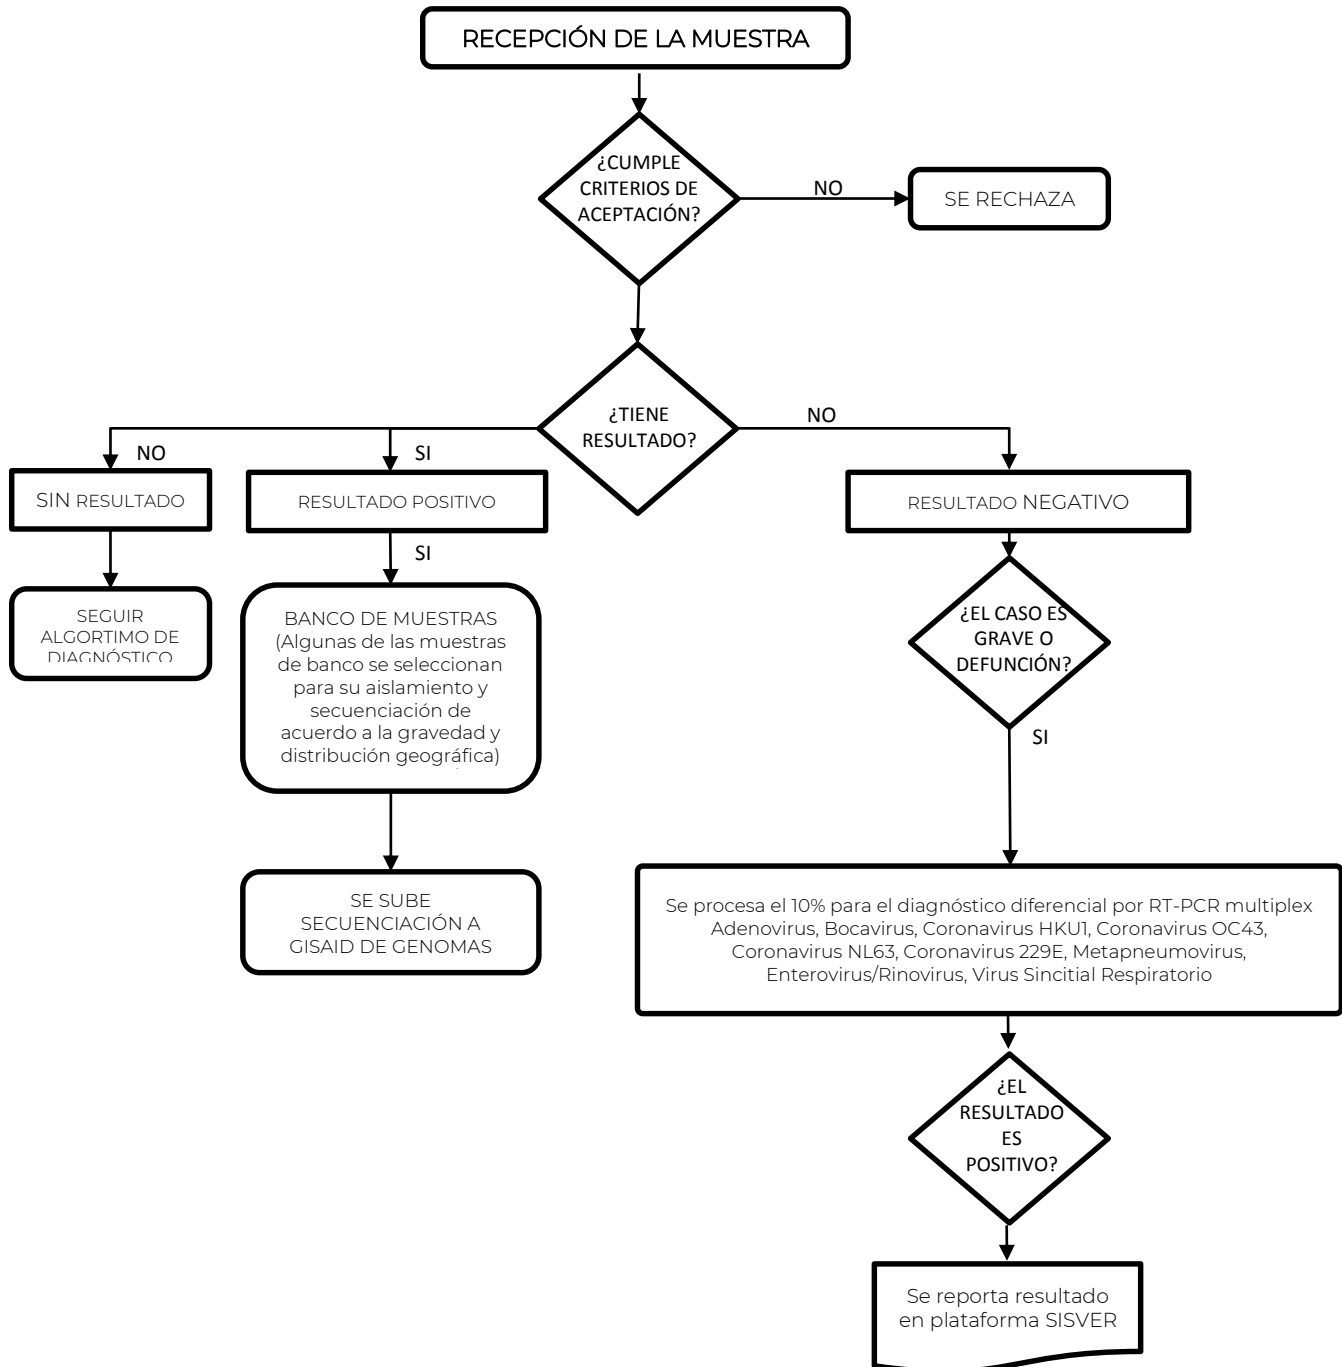 RECEPCIÓN DE LA MUESTRA
¿CUMPLE
CRITERIOS DE
ACEPTACIÓN?
NO
SE RECHAZA
¿TIENE
RESULTADO?
NO
NO
SI
SIN RESULTADO
RESULTADO POSITIVO
RESULTADO NEGATIVO
SI
SEGUIR
ALGORTIMO DE
DIAGNÓSTICO
BANCO DE MUESTRAS
(Algunas de las muestras
de banco se seleccionan
para su aislamiento y
secuenciación de
acuerdo a la gravedad y
distribución geográfica)
¿EL CASO ES
GRAVE O
DEFUNCIÓN?
SI
SE SUBE
SECUENCIACIÓN A
GISAID DE GENOMAS
Se procesa el 10% para el diagnóstico diferencial por RT-PCR multiplex
Adenovirus, Bocavirus, Coronavirus HKU1, Coronavirus OC43,
Coronavirus NL63, Coronavirus 229E, Metapneumovirus,
Enterovirus/Rinovirus, Virus Sincitial Respiratorio
¿EL
RESULTADO
ES
POSITIVO?
Se reporta resultado
en plataforma SISVER